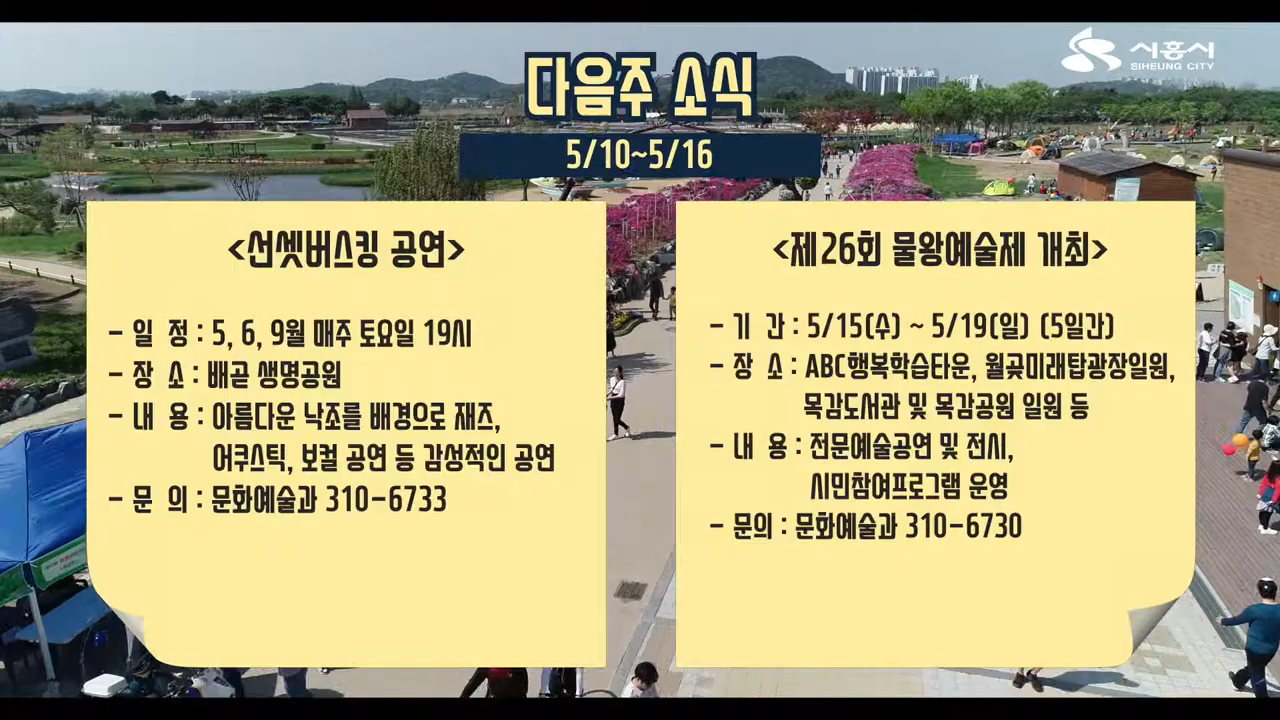 시흥시
SIHEUNG CITY
다음주 소식
5/10~5/16
<선셋버스킹 공연>
- 일 정 : 5, 6, 9월 매주 토요일 19시
- 장 소 : 배곧 생명공원
- 내 용 : 아름다운 낙조를 배경으로 재즈,
어쿠스틱, 보컬 공연 등 감성적인 공연
- 문 의 : 문화예술과 310-6733
<제26회 물왕예술제 개최>
- 기 간 : 5/15(수) ~ 5/19(일) (5일간)
- 장 소 : ABC행복학습타운, 월곶미래탑광장일원,
목감도서관 및 목감공원 일원 등
- 내 용 : 전문예술공연 및 전시,
시민참여프로그램 운영
- 문의 : 문화예술과 310-6730